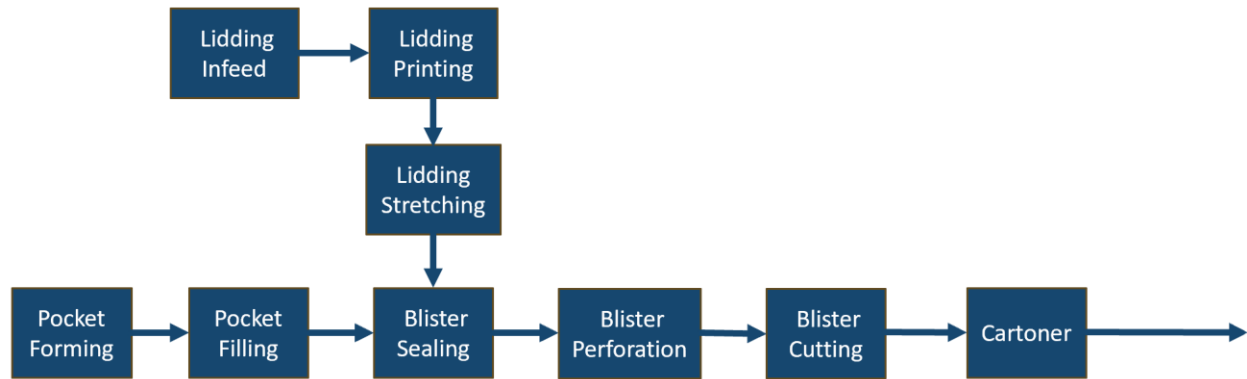 Lidding
Infeed
Lidding
Printing
Lidding
Stretching
Pocket
Forming
Pocket
Filling
Blister
Sealing
Blister
Perforation
Blister
Cutting
Cartoner